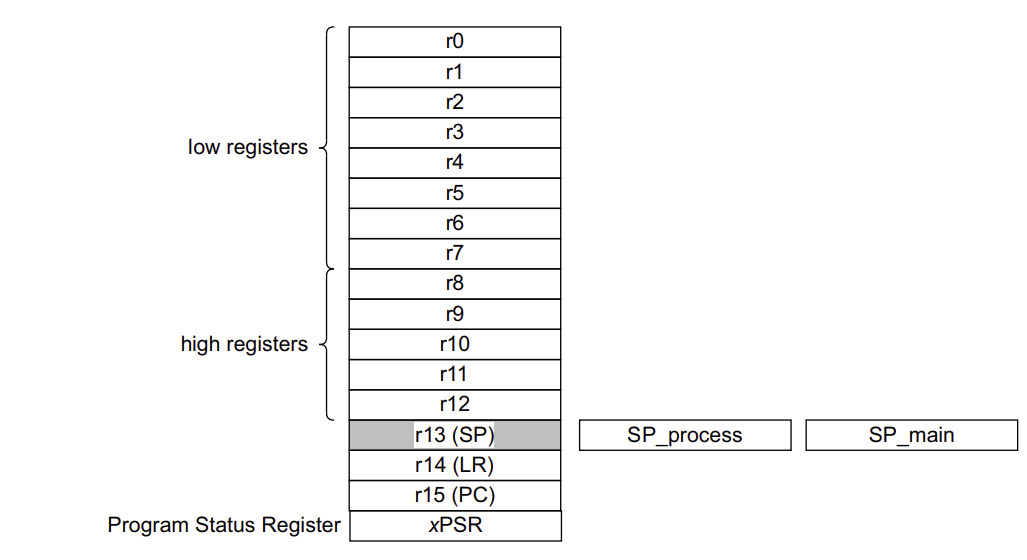 r0
r1
r2
r3
low registers
r4
r5
r6
r7
r8
r9
high registers
r10
r11
r12
r13 (SP)
SP_process
SP_main
r14 (LR)
r15 (PC)
Program Status Register
xPSR